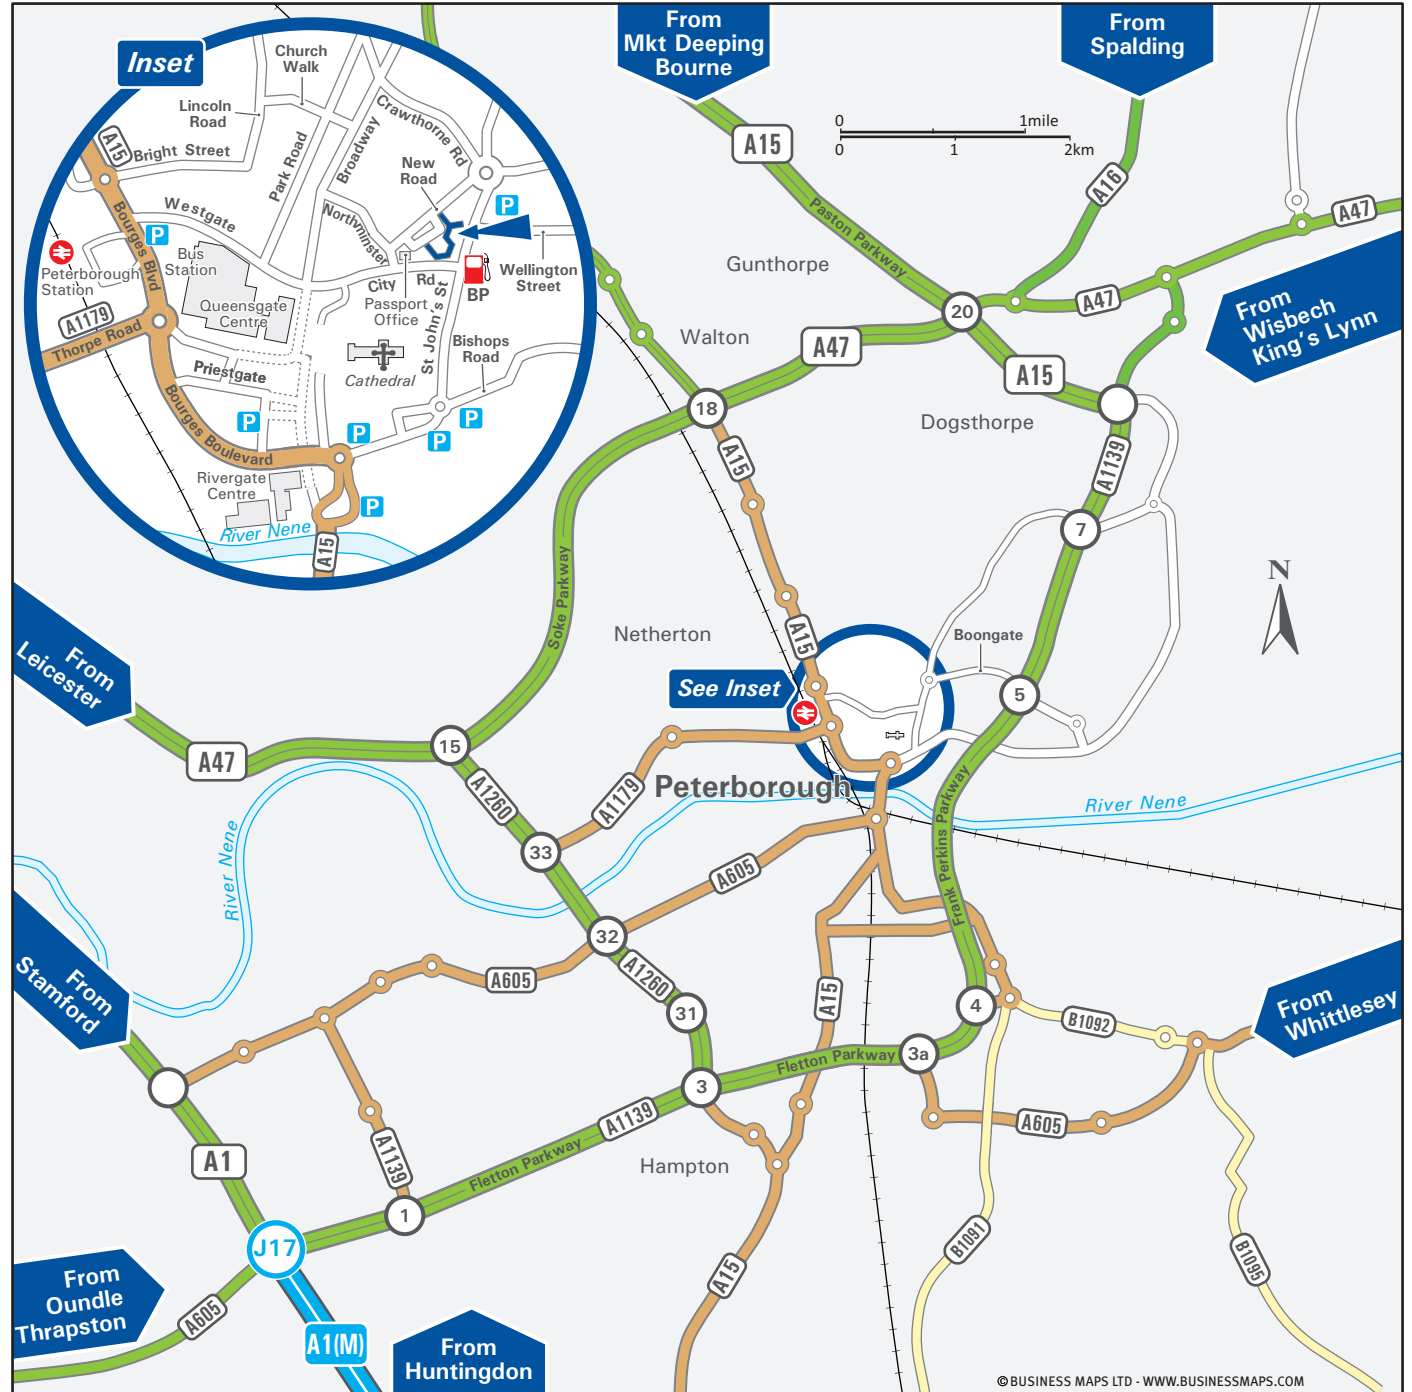 Inset
Church
Walk
Lincoln
Road
A15
Bright Street
Park Road
Broadway
Crawthorne Rd
New
Road
Westgate
Northminster
P
P
Bourges Blvd
Bus
Station
Peterborough
Station
Queensgate
Centre
City Rd
Passport
Office
BP
Wellington
Street
St John's St
A1179
Thorpe Road
Priestgate
Cathedral
Bishops
Road
Bourges Boulevard
P
P
P
P
P
Rivergate
Centre
River Nene
A15
From
Mkt Deeping
Bourne
From
Spalding
0 1mile
0 1 2km
A15
A16
A47
Paston Parkway
Gunthorpe
A47
20
From
Wisbech
King's Lynn
Walton
A47
A15
18
Dogsthorpe
A15
A1139
7
Soke Parkway
N
Netherton
A15
Boongate
See Inset
5
From
Leicester
A47
15
A1260
A1179
Peterborough
River Nene
River Nene
33
Frank Perkins Parkway
A605
32
A605
A1260
31
A15
4
From
Stamford
From
Whittlesey
B1092
3a
Fletton Parkway
3
A1139
A605
Fletton Parkway
Hampton
A1
A1139
1
J17
B1091
B1095
A15
From
Oundle
Thrapston
A605
A1(M)
From
Huntingdon
© BUSINESS MAPS LTD - WWW.BUSINESSMAPS.COM